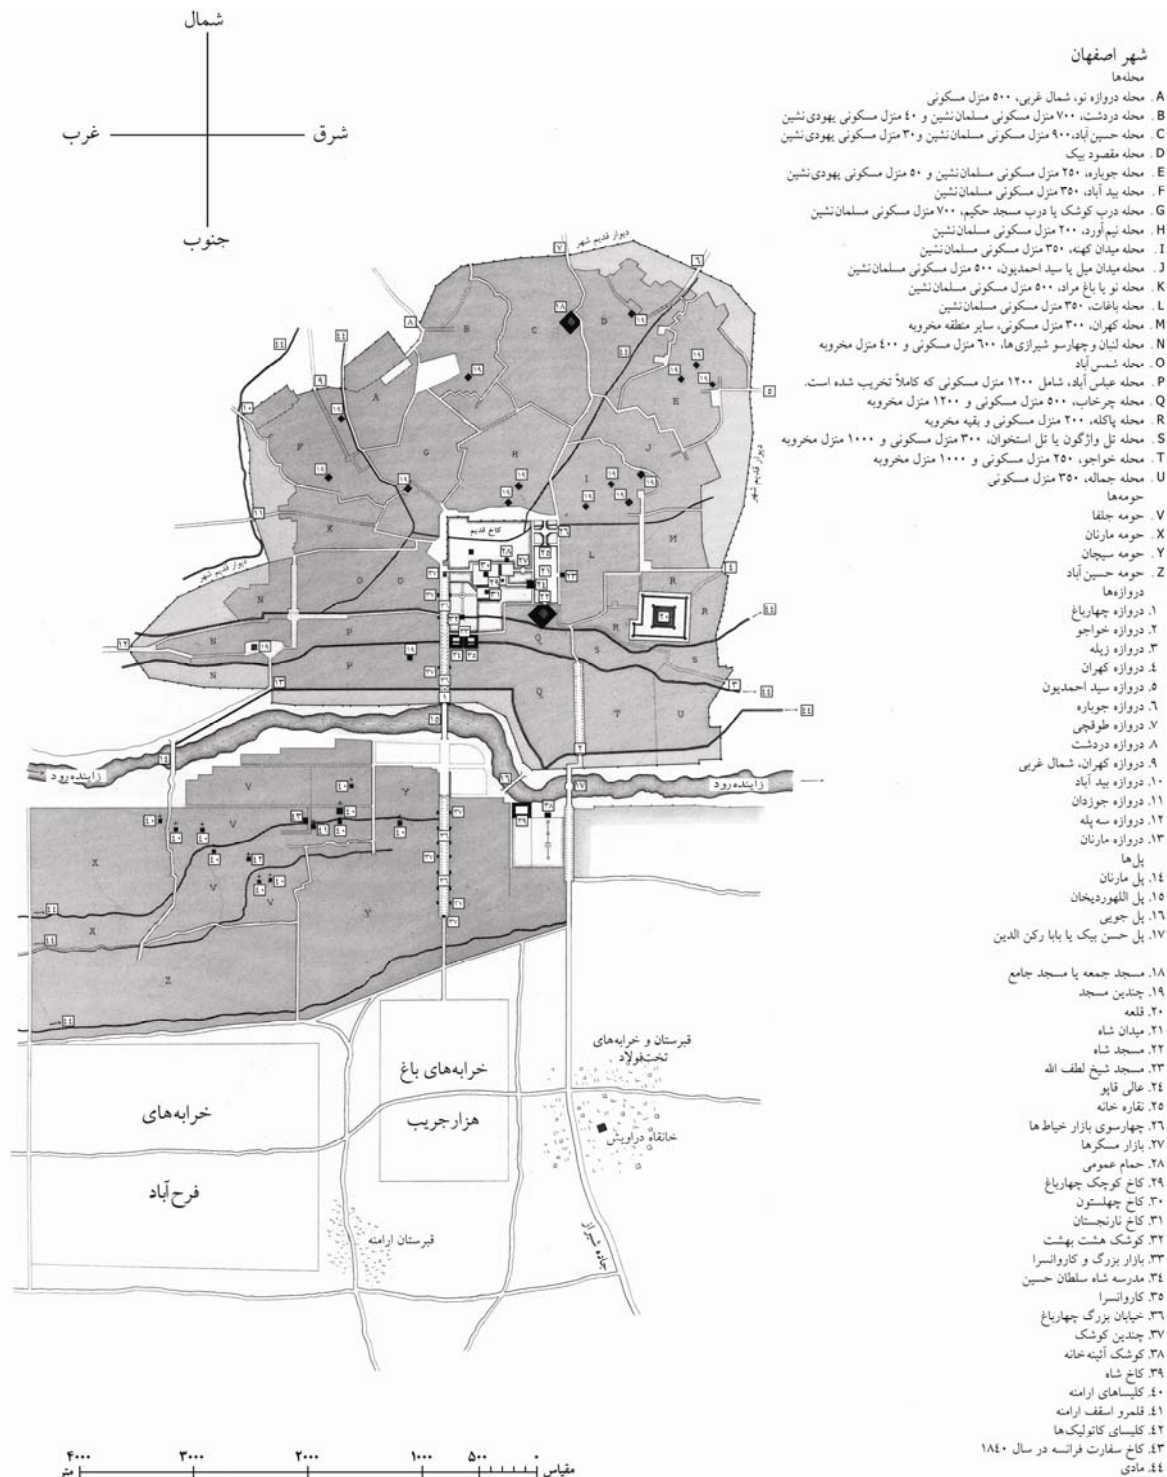 شمال
غرب
شرق
جنوب
شهر اصفهان
محله‌ها
A . محله دروازه نو، شمال غربی، ۵۰۰ منزل مسکونی
B . محله دردشت، ۷۰۰ منزل مسکونی مسلمان‌نشین و ۴۰ منزل مسکونی یهودی‌نشین
C . محله حسین‌آباد، ۹۰۰ منزل مسکونی مسلمان‌نشین و ۳۰ منزل مسکونی یهودی‌نشین
D . محله مقصود بیک
E . محله جوباره، ۲۵۰ منزل مسکونی مسلمان‌نشین و ۵۰ منزل مسکونی یهودی‌نشین
F . محله بید آباد، ۳۵۰ منزل مسکونی مسلمان‌نشین
G . محله درب کوشک یا درب مسجد حکیم، ۷۰۰ منزل مسکونی مسلمان‌نشین
H . محله نیم‌آورد، ۲۰۰ منزل مسکونی مسلمان‌نشین
I . محله میدان کهنه، ۳۵۰ منزل مسکونی مسلمان‌نشین
J . محله میدان میل یا سید احمدیون، ۵۰۰ منزل مسکونی مسلمان‌نشین
K . محله نو یا باغ مراد، ۵۰۰ منزل مسکونی مسلمان‌نشین
L . محله باغات، ۳۵۰ منزل مسکونی مسلمان‌نشین
M . محله کهران، ۳۰۰ منزل مسکونی، سایر منطقه مخروبه
N . محله لنبان و چهارسو شیرازی‌ها، ۶۰۰ منزل مسکونی و ۴۰۰ منزل مخروبه
O . محله شمس آباد
P . محله عباس آباد، شامل ۱۲۰۰ منزل مسکونی که کاملاً تخریب شده است.
Q . محله چرخاب، ۵۰۰ منزل مسکونی و ۱۲۰۰ منزل مخروبه
R . محله پاکله، ۲۰۰ منزل مسکونی و بقیه مخروبه
S . محله تل واژگون یا تل استخوان، ۳۰۰ منزل مسکونی و ۱۰۰۰ منزل مخروبه
T . محله خواجو، ۲۵۰ منزل مسکونی و ۱۰۰۰ منزل مخروبه
U . محله جماله، ۳۵۰ منزل مسکونی
حومه‌ها
V . حومه جلفا
X . حومه مارنان
Y . حومه سیچان
Z . حومه حسین آباد
دروازه‌ها
۱. دروازه چهارباغ
۲. دروازه خواجو
۳. دروازه زیله
۴. دروازه کهران
۵. دروازه سید احمدیون
۶. دروازه جوباره
۷. دروازه طوقچی
۸. دروازه دردشت
۹. دروازه کهران، شمال غربی
۱۰. دروازه بید آباد
۱۱. دروازه جوزدان
۱۲. دروازه سه پله
۱۳. دروازه مارنان
پل‌ها
۱۴. پل مارنان
۱۵. پل اللهوردیخان
۱۶. پل جویی
۱۷. پل حسن بیک یا بابا رکن الدین
۱۸. مسجد جمعه یا مسجد جامع
۱۹. چندین مسجد
۲۰. قلعه
۲۱. میدان شاه
۲۲. مسجد شاه
۲۳. مسجد شیخ لطف الله
۲۴. عالی قاپو
۲۵. نقاره خانه
۲۶. چهارسوی بازار خیاط‌ها
۲۷. بازار مسگرها
۲۸. حمام عمومی
۲۹. کاخ کوچک چهارباغ
۳۰. کاخ چهلستون
۳۱. کاخ نارنجستان
۳۲. کوشک هشت بهشت
۳۳. بازار بزرگ و کاروانسرا
۳۴. مدرسه شاه سلطان حسین
۳۵. کاروانسرا
۳۶. خیابان بزرگ چهارباغ
۳۷. چندین کوشک
۳۸. کوشک آئینه‌خانه
۳۹. کاخ شاه
۴۰. کلیساهای ارامنه
۴۱. قلمرو اسقف ارامنه
۴۲. کلیسای کاتولیک‌ها
۴۳. کاخ سفارت فرانسه در سال ۱۸۴۰
۴۴. مادی
دیوار قدیم شهر
دیوار قدیم شهر
دیوار قدیم شهر
کاخ قدیم
زاینده‌رود
زاینده‌رود
خرابه‌های
فرح‌آباد
خرابه‌های باغ
هزارجریب
قبرستان و خرابه‌های
تخت‌فولاد
خانقاه دراویش
قبرستان ارامنه
جاده شیراز
۴۰۰۰ ۳۰۰۰ ۲۰۰۰ ۱۰۰۰ ۵۰۰ ۰
متر
مقیاس